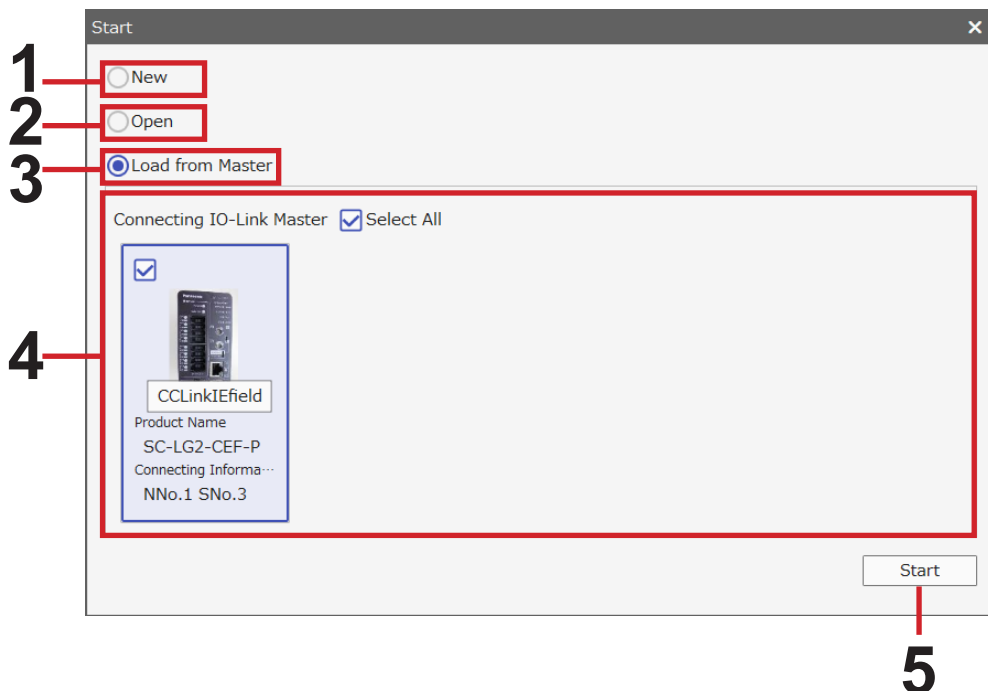 Start
1
New
2
Open
3
Load from Master
Connecting IO-Link Master Select All
4
CCLinkIEfield
Product Name
SC-LG2-CEF-P
Connecting Informa…
NNo.1 SNo.3
Start
5